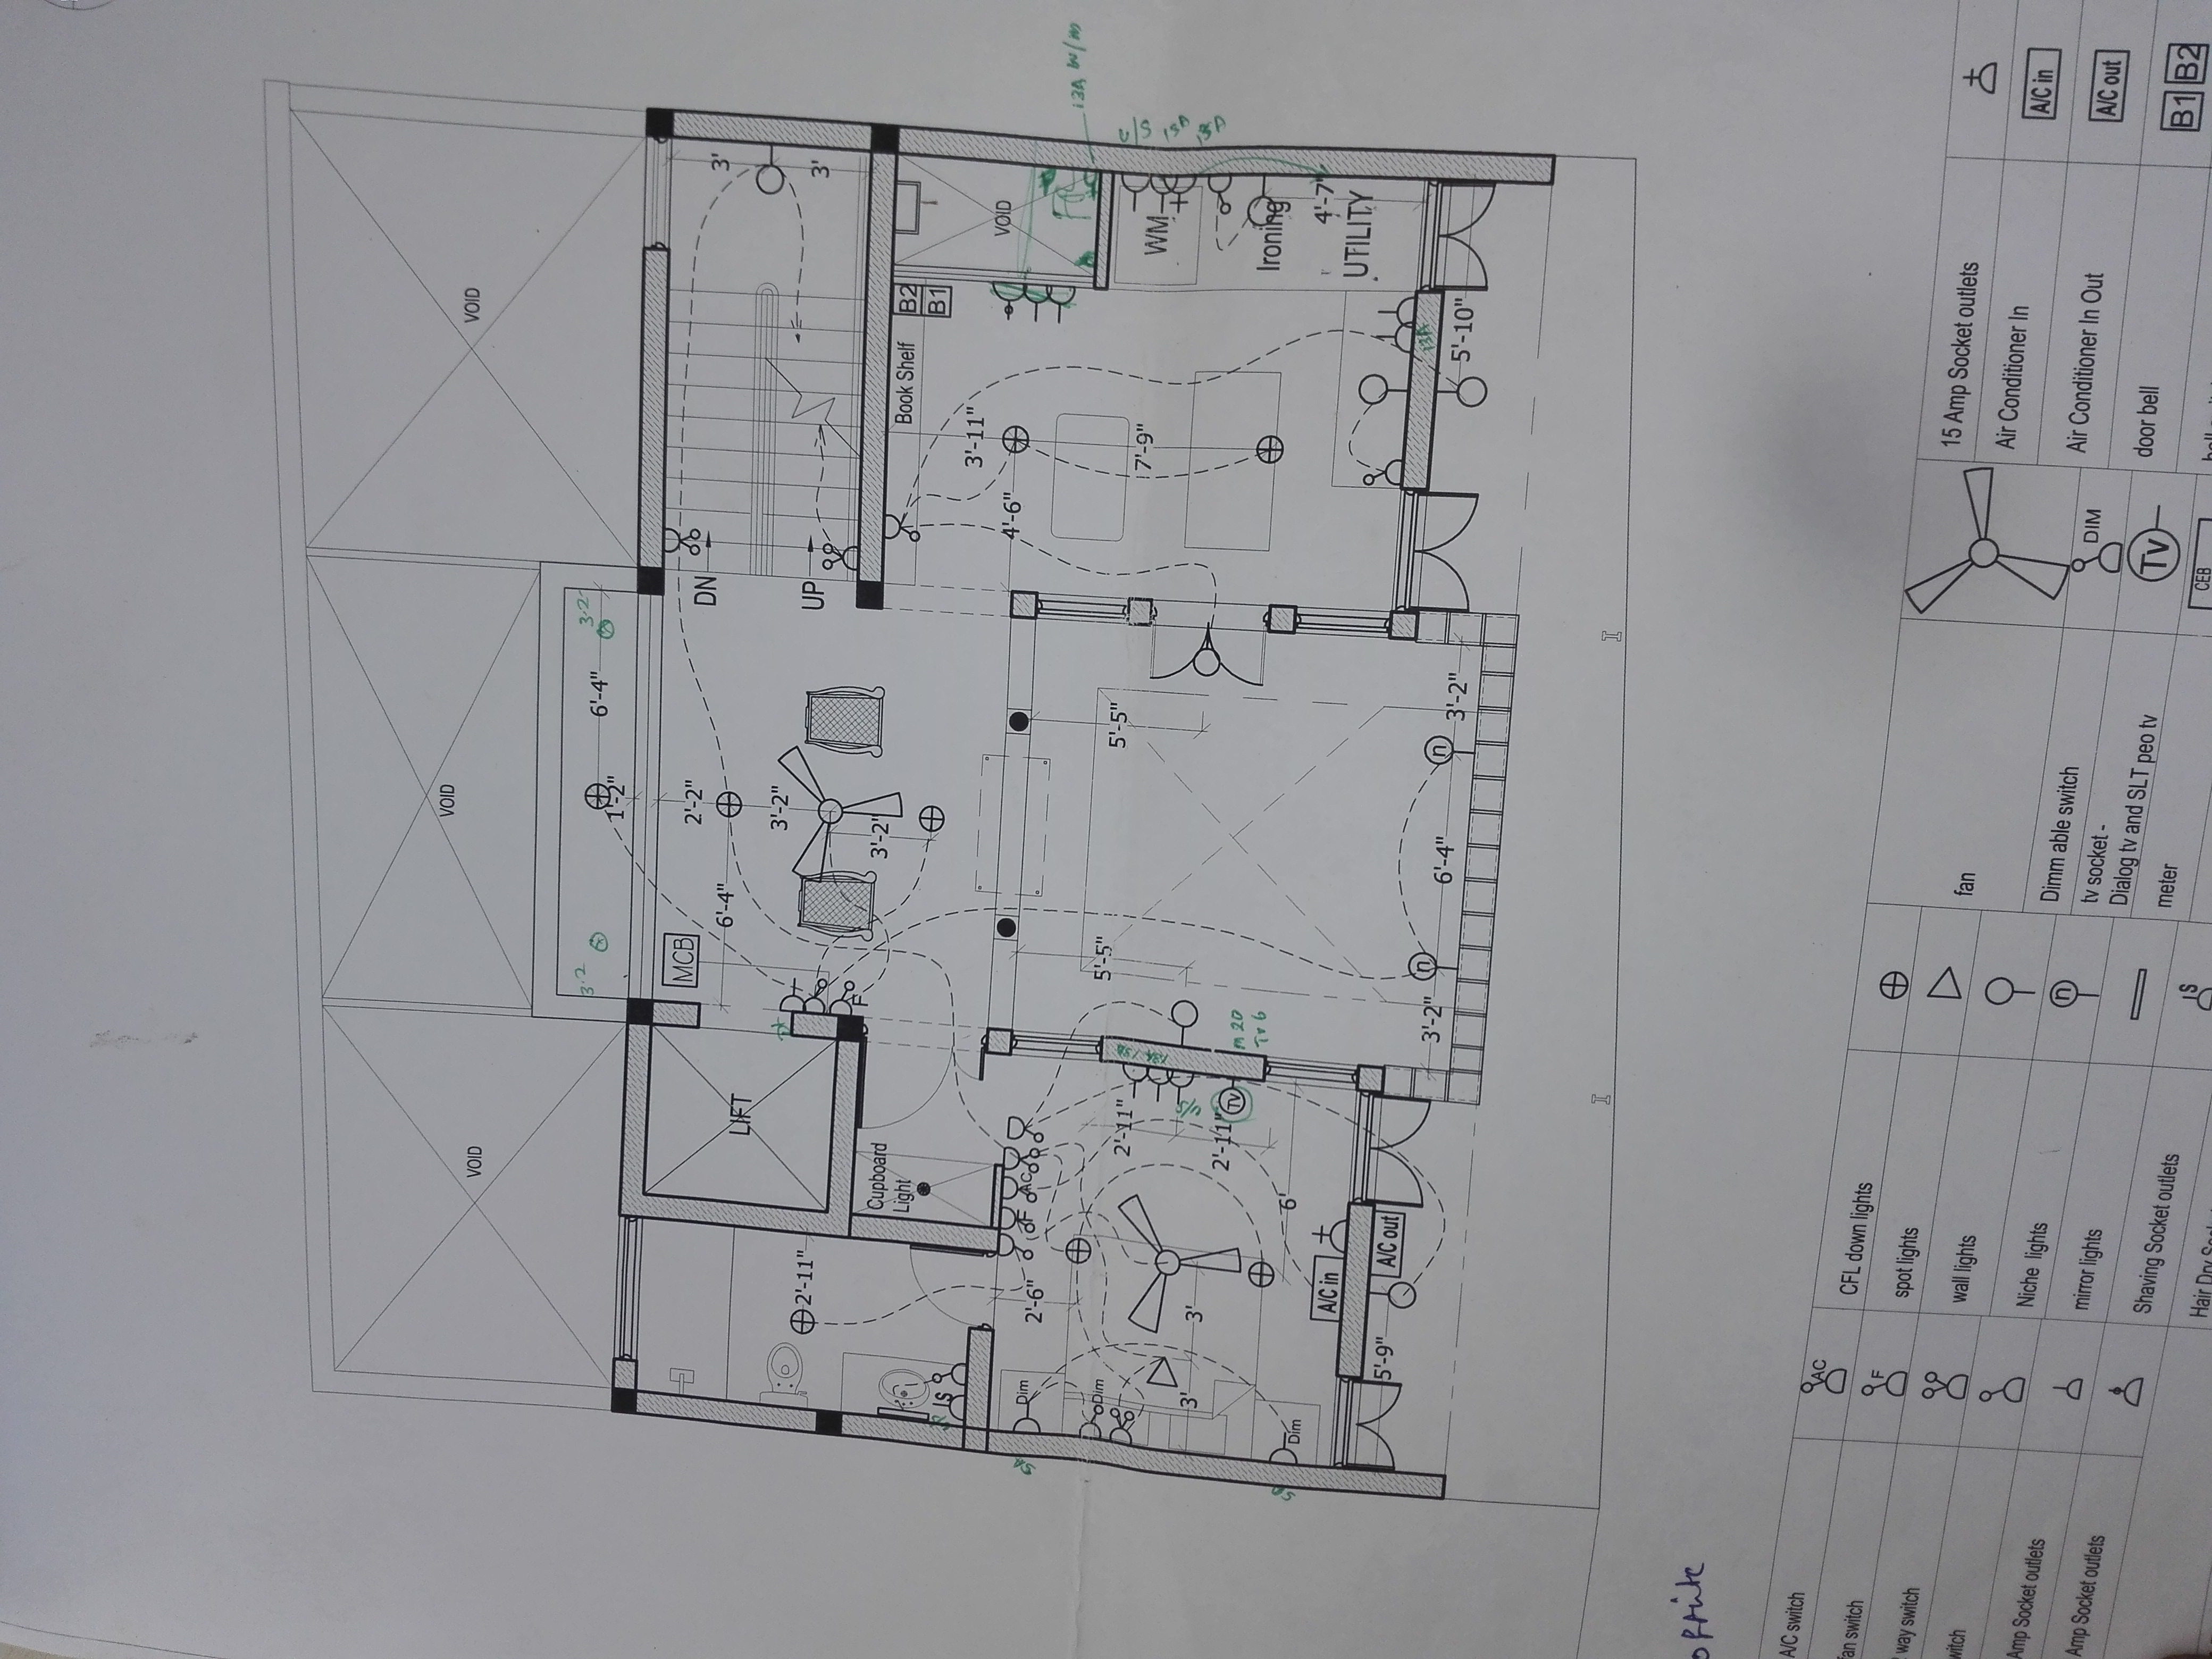 VOID
VOID
VOID
VOID
3'
3'
13A W/M
C/S
15A
WM
Ironing
4'-7"
UTILITY
B2
B1
Book Shelf
3'-11"
7'-9"
4'-6"
5'-10"
13A
DN
UP
3'2"
6'-4"
1'-2"
2'-2"
3'-2"
3'-2"
6'-4"
3'2
MCB
F
5'-5"
5'-5"
3'-2"
n
6'-4"
n
3'-2"
LIFT
Cupboard
Light
AC
F
2'-11"
2'-11"
TV
M20
6'
2'-11"
2'-6"
3'
3'
A/C in
A/C out
5'-9"
S
Dim
Dim
Dim
A/C switch
fan switch
way switch
witch
Amp Socket outlets
Amp Socket outlets
AC
F
CFL down lights
spot lights
wall lights
Niche lights
mirror lights
Shaving Socket outlets
n
S
fan
Dimm able switch
tv socket -
Dialog tv and SLT peo tv
meter
DIM
TV
CEB
15 Amp Socket outlets
Air Conditioner In
Air Conditioner In Out
door bell
A/C in
A/C out
B1 B2